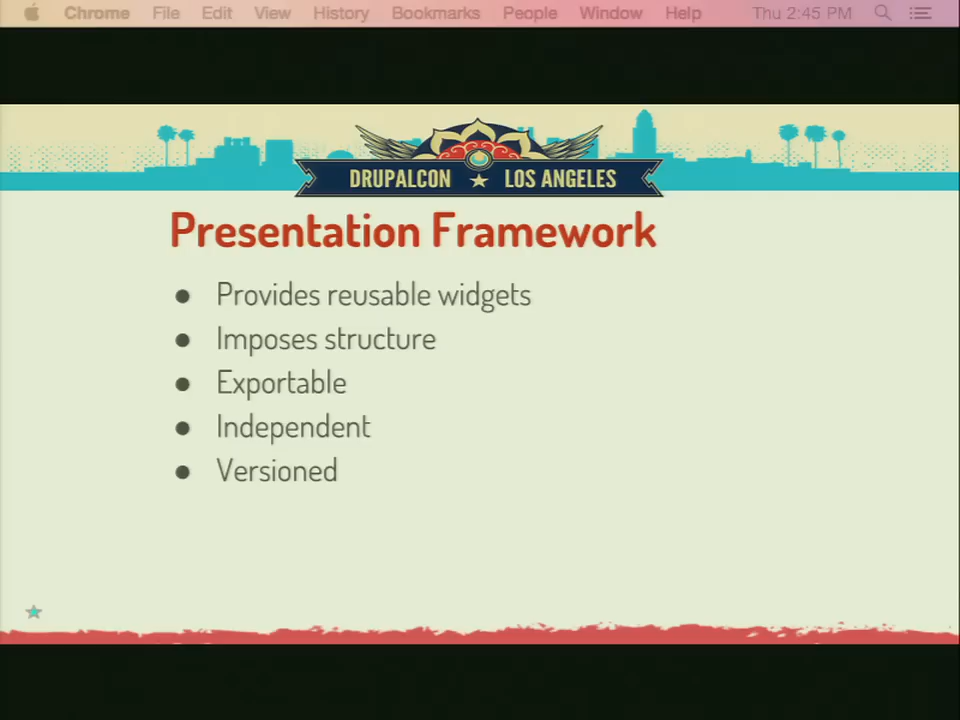 Chrome File Edit View History Bookmarks People Window Help Thu 2:45 PM
DRUPALCON ★ LOS ANGELES
Presentation Framework
● Provides reusable widgets
● Imposes structure
● Exportable
● Independent
● Versioned